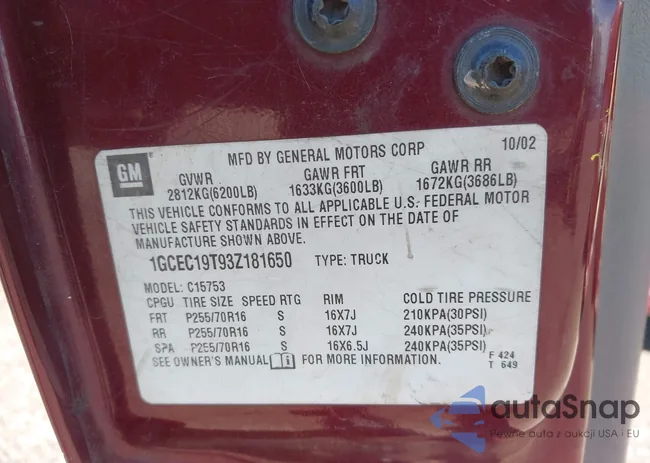 GM
MFD BY GENERAL MOTORS CORP 10/02
GVWR GAWR FRT GAWR RR
2812KG(6200LB) 1633KG(3600LB) 1672KG(3686LB)
THIS VEHICLE CONFORMS TO ALL APPLICABLE U.S. FEDERAL MOTOR
VEHICLE SAFETY STANDARDS IN EFFECT ON THE DATE OF
MANUFACTURE SHOWN ABOVE.
1GCEC19T93Z181650 TYPE: TRUCK
MODEL: C15753
CPGU TIRE SIZE SPEED RTG RIM COLD TIRE PRESSURE
FRT P255/70R16 S 16X7J 210KPA(30PSI)
RR P255/70R16 S 16X7J 240KPA(35PSI)
SPA P255/70R16 S 16X6.5J 240KPA(35PSI)
SEE OWNER'S MANUAL FOR MORE INFORMATION.
F 424
T 649
autaSnap
Pewne auta z aukcji USA i EU